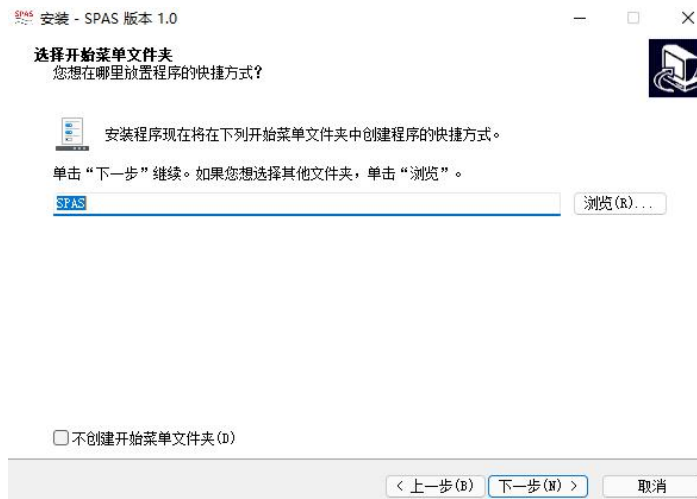 SPAS 安装 - SPAS 版本 1.0
选择开始菜单文件夹
您想在哪里放置程序的快捷方式?
安装程序现在将在下列开始菜单文件夹中创建程序的快捷方式。
单击“下一步”继续。如果您想选择其他文件夹，单击“浏览”。
SPAS 浏览(R)...
不创建开始菜单文件夹(D)
< 上一步(B) 下一步(N) > 取消